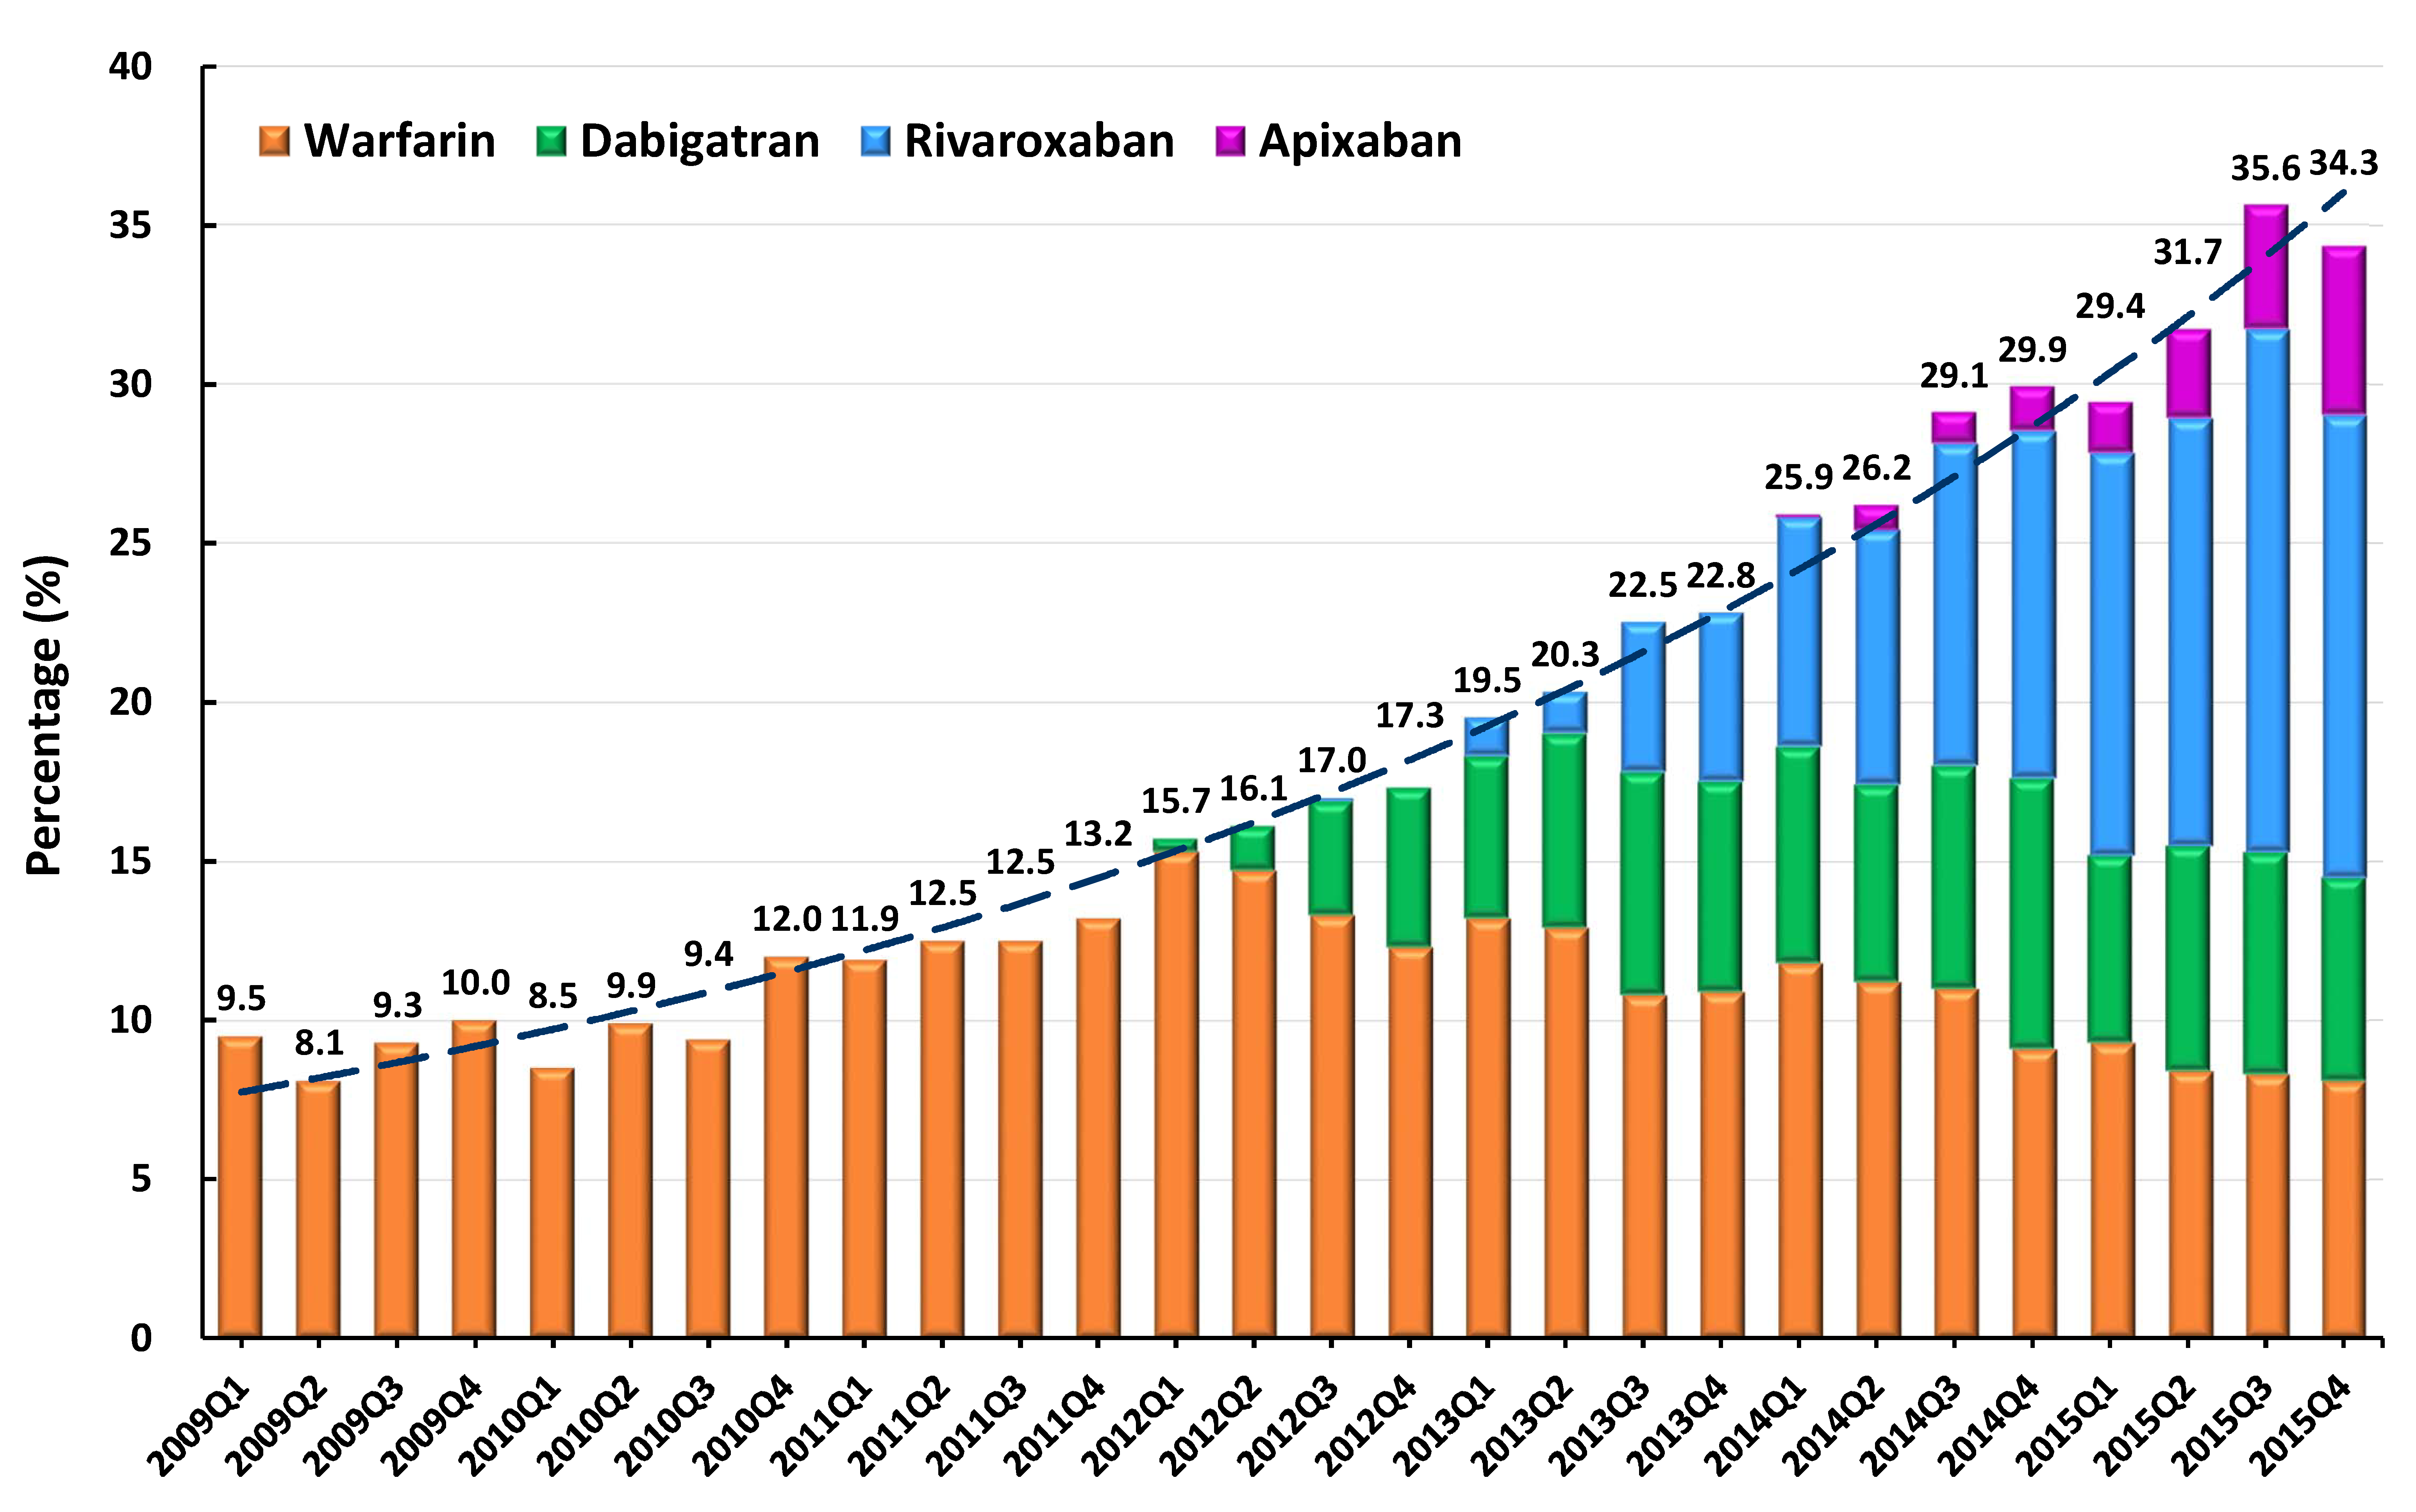 40
Warfarin Dabigatran Rivaroxaban Apixaban
35.6 34.3
35
31.7
29.4
29.9
29.1
30
26.2
25.9
25
22.8
22.5
20.3
19.5
20
17.3
17.0
16.1
15.7
15
13.2
12.5
12.5
11.9
12.0
9.4
9.9
8.5
10.0
9.3
8.1
9.5
10
5
0
Percentage (%)
2009Q1
2009Q2
2009Q3
2009Q4
2010Q1
2010Q2
2010Q3
2010Q4
2011Q1
2011Q2
2011Q3
2011Q4
2012Q1
2012Q2
2012Q3
2012Q4
2013Q1
2013Q2
2013Q3
2013Q4
2014Q1
2014Q2
2014Q3
2014Q4
2015Q1
2015Q2
2015Q3
2015Q4